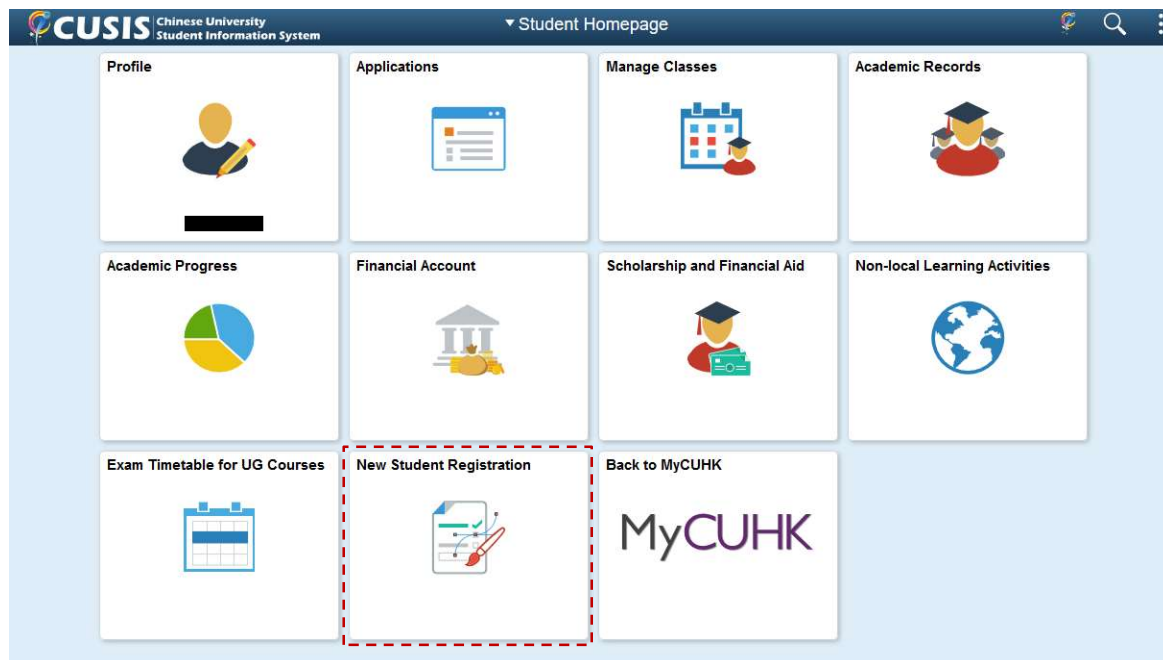 CUSIS Chinese University
Student Information System
▼ Student Homepage
Profile
Applications
Manage Classes
Academic Records
Academic Progress
Financial Account
Scholarship and Financial Aid
Non-local Learning Activities
Exam Timetable for UG Courses
New Student Registration
Back to MyCUHK
MyCUHK